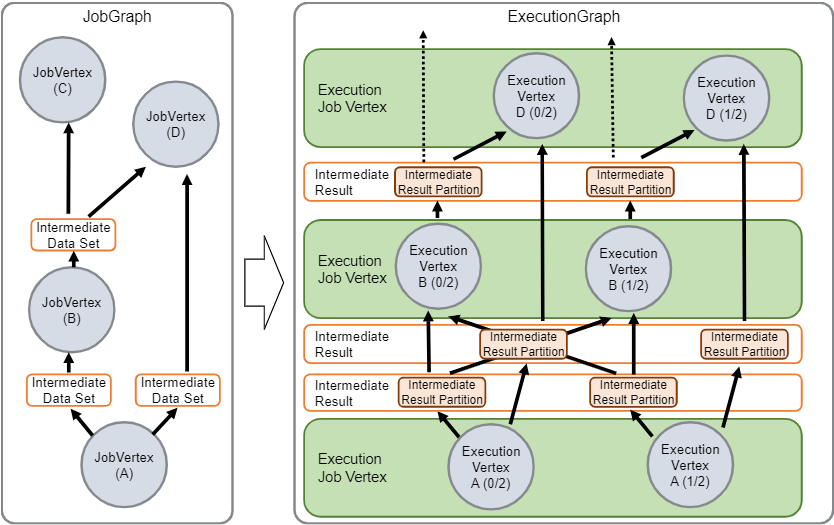 JobGraph
JobVertex
(C)
JobVertex
(D)
Intermediate
Data Set
JobVertex
(B)
Intermediate
Data Set
Intermediate
Data Set
JobVertex
(A)
ExecutionGraph
Execution
Job Vertex
Execution
Vertex
D (0/2)
Execution
Vertex
D (1/2)
Intermediate
Result
Intermediate
Result Partition
Intermediate
Result Partition
Execution
Job Vertex
Execution
Vertex
B (0/2)
Execution
Vertex
B (1/2)
Intermediate
Result
Intermediate
Result Partition
Intermediate
Result Partition
Intermediate
Result
Intermediate
Result Partition
Intermediate
Result Partition
Execution
Job Vertex
Execution
Vertex
A (0/2)
Execution
Vertex
A (1/2)